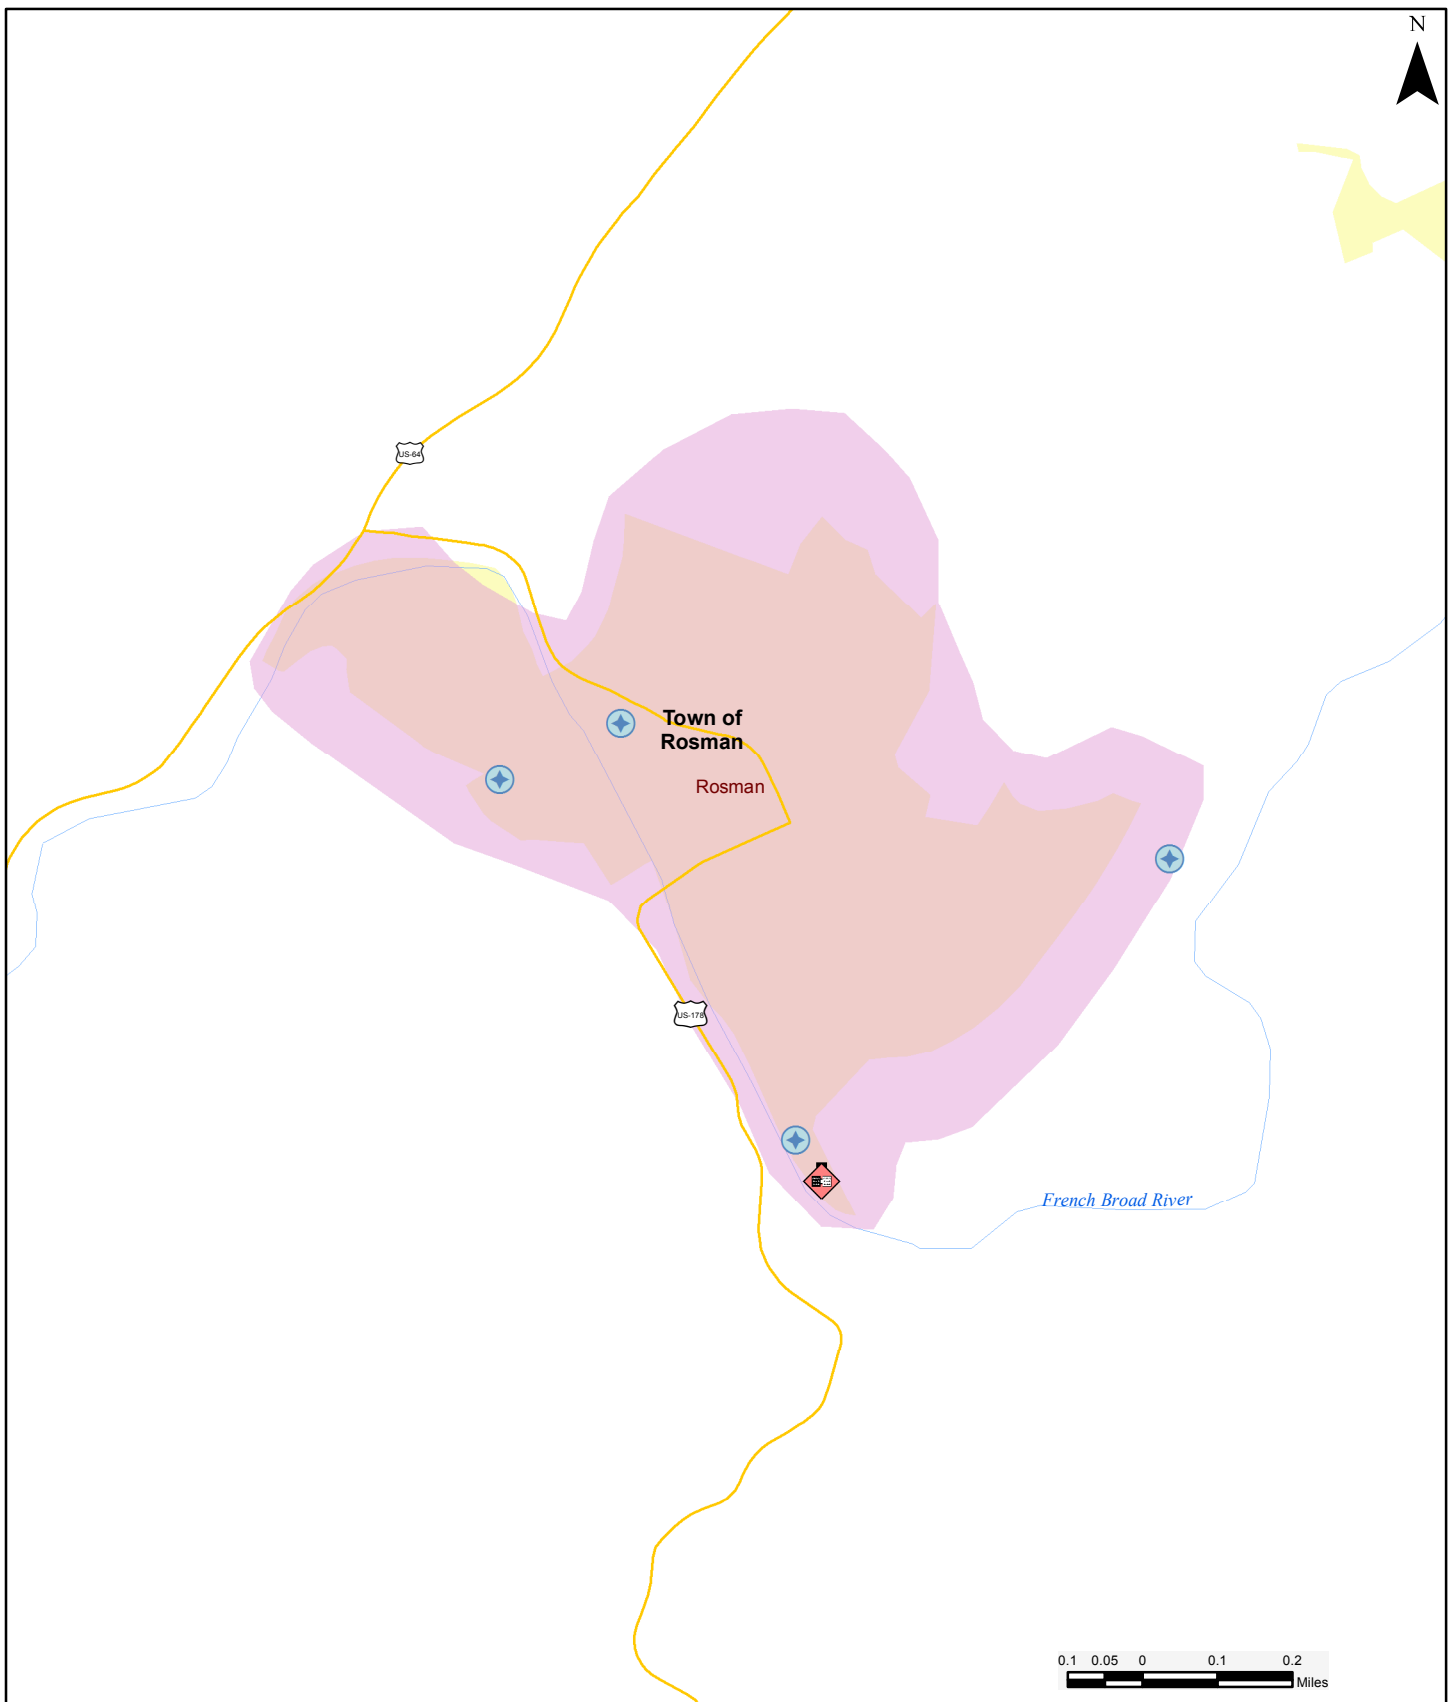 N
US-64
Town of
Rosman
Rosman
US-178
French Broad River
0.1 0.05 0 0.1 0.2
Miles